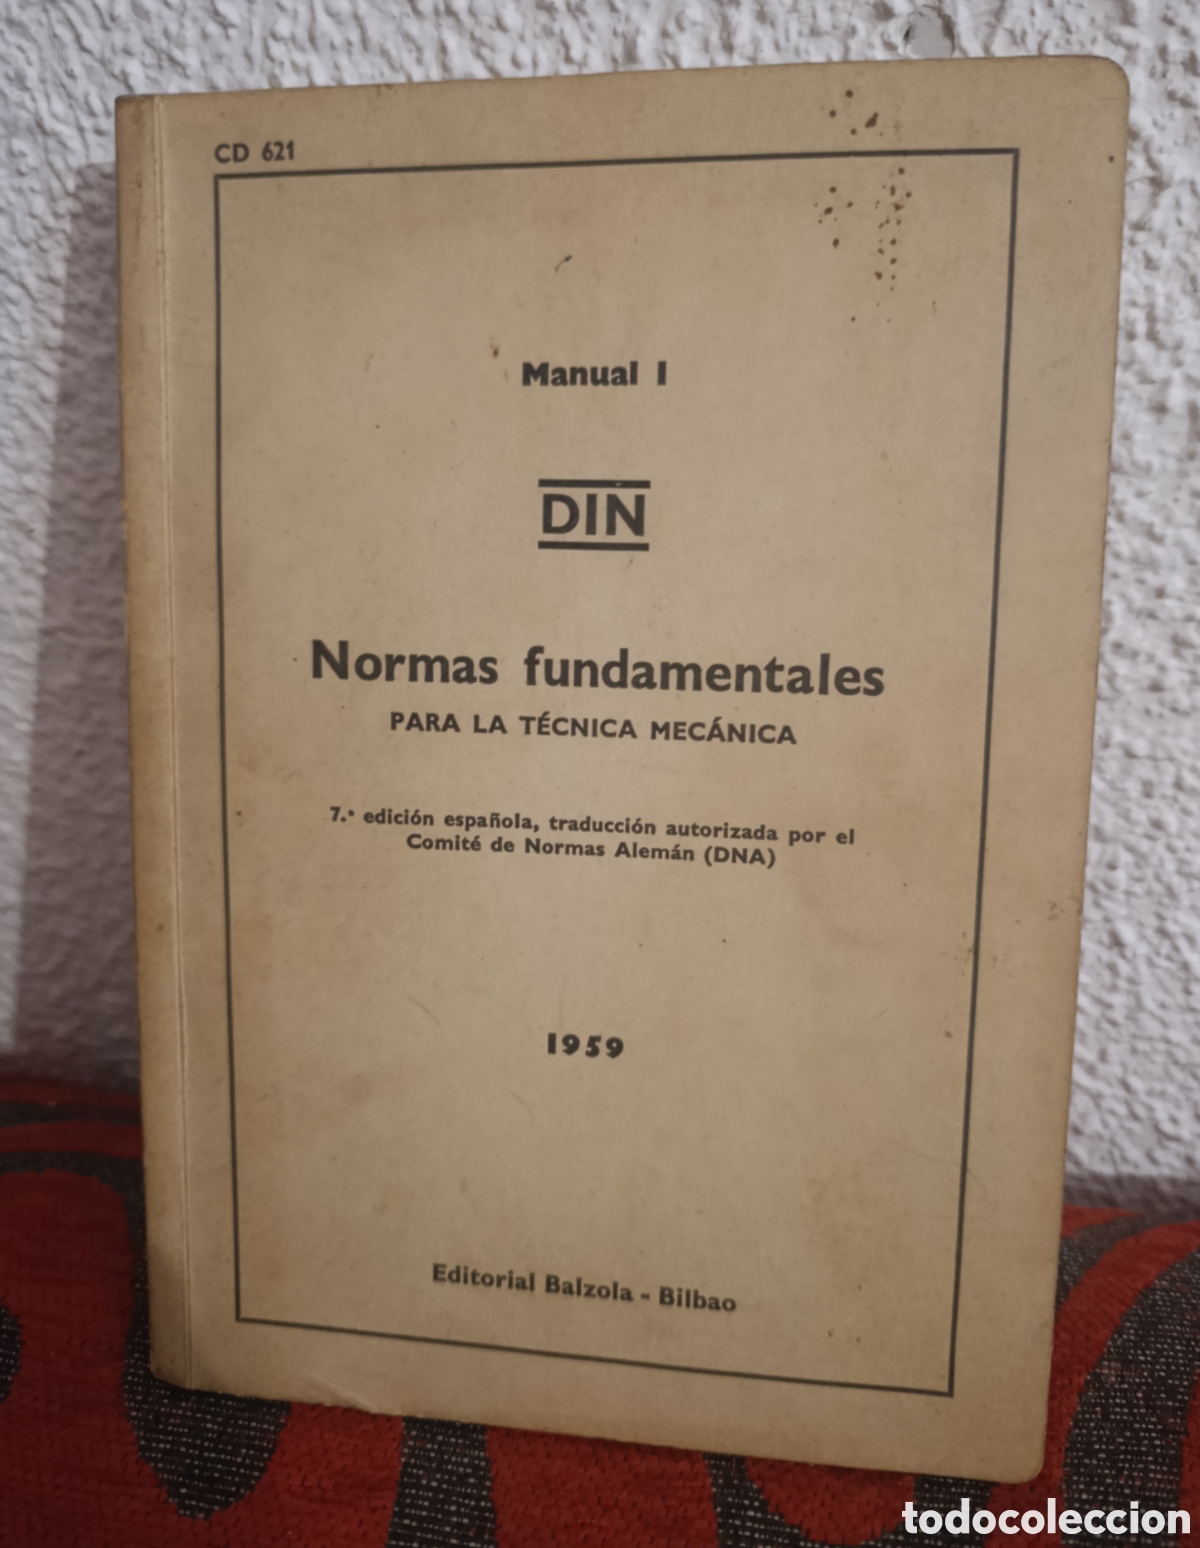 CD 621
Manual I
DIN
Normas fundamentales
PARA LA TÉCNICA MECÁNICA
7.ª edición española, traducción autorizada por el
Comité de Normas Alemán (DNA)
1959
Editorial Balzola - Bilbao
todocoleccion